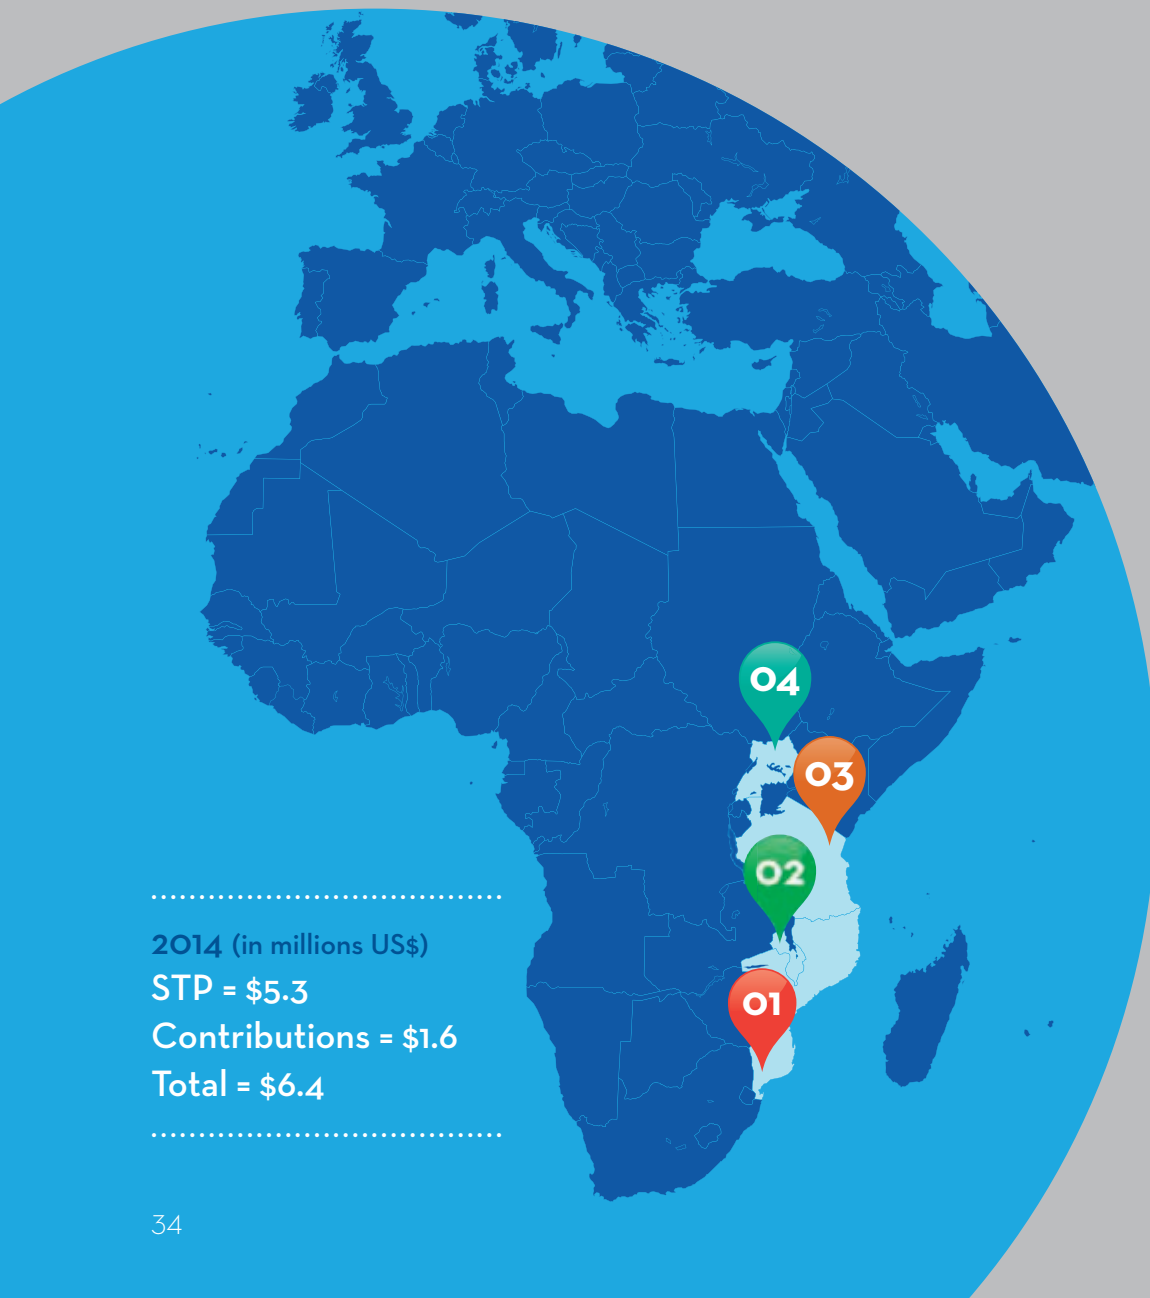 04
03
02
01
2014 (in millions US$)
STP = $5.3
Contributions = $1.6
Total = $6.4
34